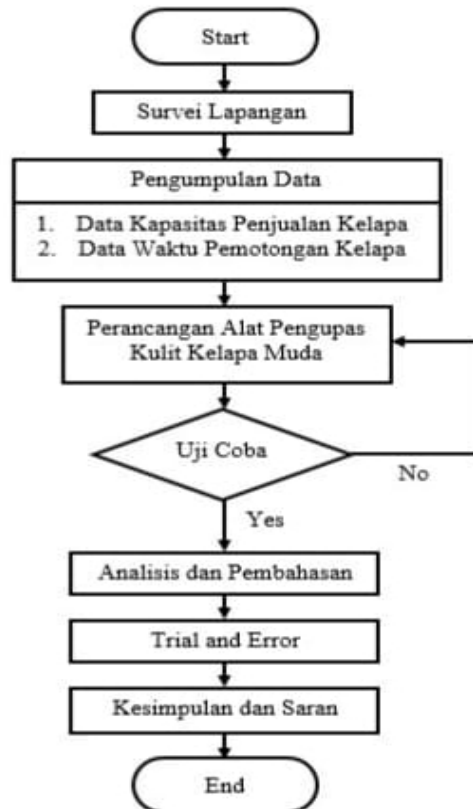 Start
Survei Lapangan
Pengumpulan Data
1. Data Kapasitas Penjualan Kelapa
2. Data Waktu Pemotongan Kelapa
Perancangan Alat Pengupas
Kulit Kelapa Muda
Uji Coba
No
Yes
Analisis dan Pembahasan
Trial and Error
Kesimpulan dan Saran
End